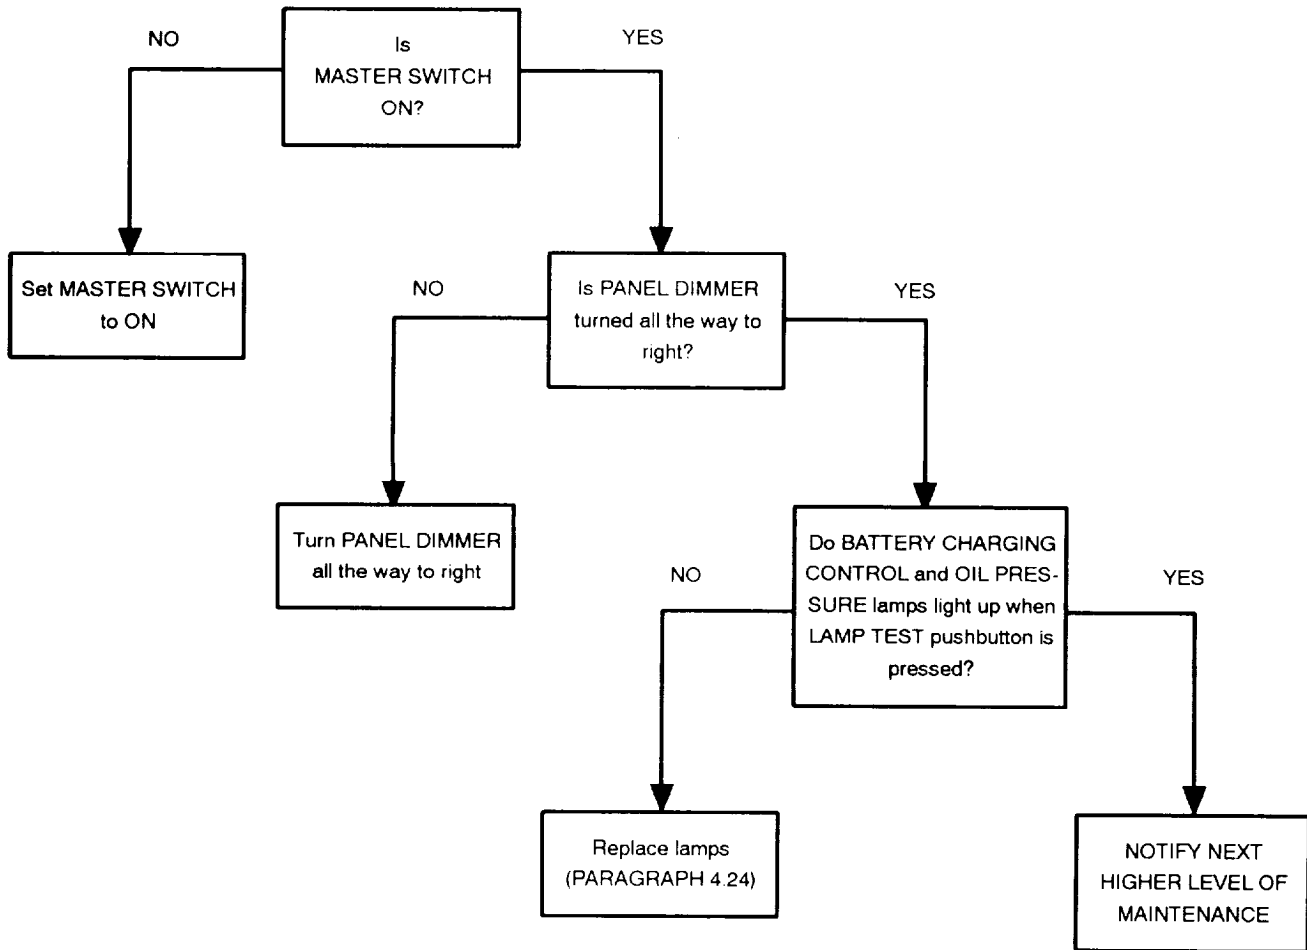 NO
Is
MASTER SWITCH
ON?
YES
Set MASTER SWITCH
to ON
NO
Is PANEL DIMMER
turned all the way to
right?
YES
Turn PANEL DIMMER
all the way to right
NO
Do BATTERY CHARGING
CONTROL and OIL PRES-
SURE lamps light up when
LAMP TEST pushbutton is
pressed?
YES
Replace lamps
(PARAGRAPH 4.24)
NOTIFY NEXT
HIGHER LEVEL OF
MAINTENANCE